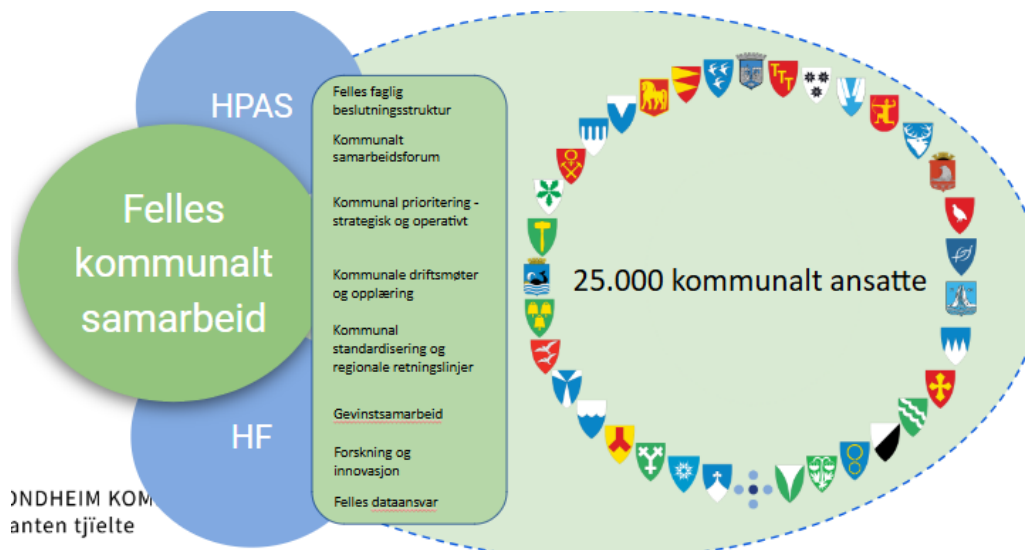 HPAS
Felles
kommunalt
samarbeid
HF
Felles faglig
beslutningsstruktur
Kommunalt
samarbeidsforum
Kommunal prioritering -
strategisk og operativt
Kommunale driftsmøter
og opplæring
Kommunal
standardisering og
regionale retningslinjer
Gevinstsamarbeid
Forskning og
innovasjon
Felles dataansvar
25.000 kommunalt ansatte
TTT
ONDHEIM KOM
anten tjïelte